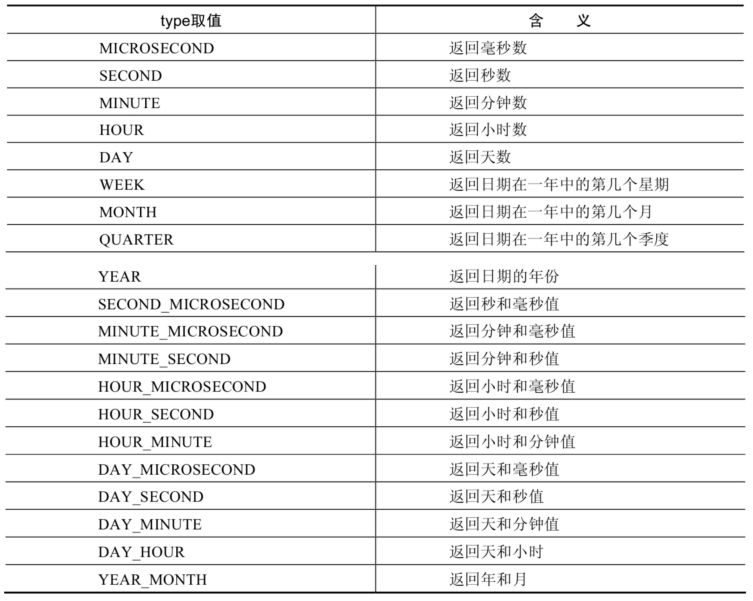 type取值 含 义
MICROSECOND 返回毫秒数
SECOND 返回秒数
MINUTE 返回分钟数
HOUR 返回小时数
DAY 返回天数
WEEK 返回日期在一年中的第几个星期
MONTH 返回日期在一年中的第几个月
QUARTER 返回日期在一年中的第几个季度
YEAR 返回日期的年份
SECOND_MICROSECOND 返回秒和毫秒值
MINUTE_MICROSECOND 返回分钟和毫秒值
MINUTE_SECOND 返回分钟和秒值
HOUR_MICROSECOND 返回小时和毫秒值
HOUR_SECOND 返回小时和秒值
HOUR_MINUTE 返回小时和分钟值
DAY_MICROSECOND 返回天和毫秒值
DAY_SECOND 返回天和秒值
DAY_MINUTE 返回天和分钟值
DAY_HOUR 返回天和小时
YEAR_MONTH 返回年和月